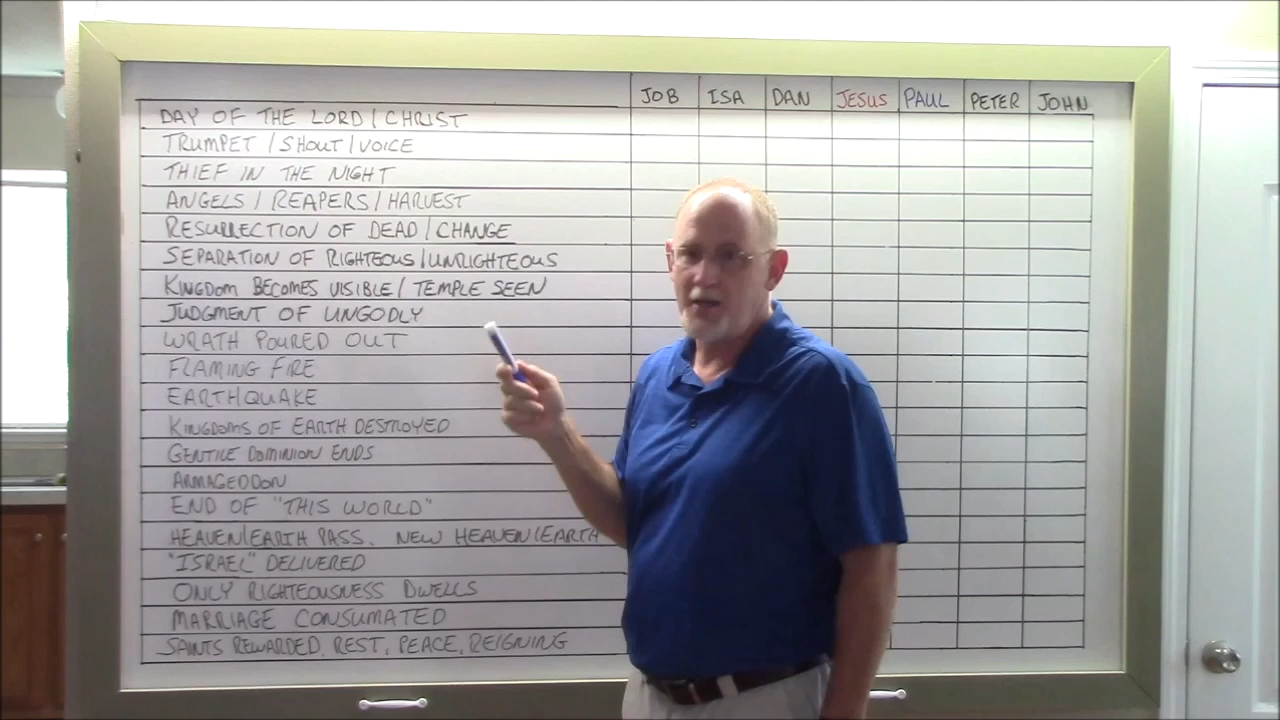 JOB ISA DAN JESUS PAUL PETER JOHN
DAY OF THE LORD / CHRIST
TRUMPET / SHOUT / VOICE
THIEF IN THE NIGHT
ANGELS / REAPERS / HARVEST
RESURRECTION OF DEAD / CHANGE
SEPARATION OF RIGHTEOUS / UNRIGHTEOUS
KINGDOM BECOMES VISIBLE / TEMPLE SEEN
JUDGMENT OF UNGODLY
WRATH POURED OUT
FLAMING FIRE
EARTHQUAKE
KINGDOMS OF EARTH DESTROYED
GENTILE DOMINION ENDS
ARMAGEDDON
END OF "THIS WORLD"
HEAVEN/EARTH PASS. NEW HEAVEN/EARTH
"ISRAEL" DELIVERED
ONLY RIGHTEOUSNESS DWELLS
MARRIAGE CONSUMATED
SAINTS REWARDED, REST, PEACE, REIGNING